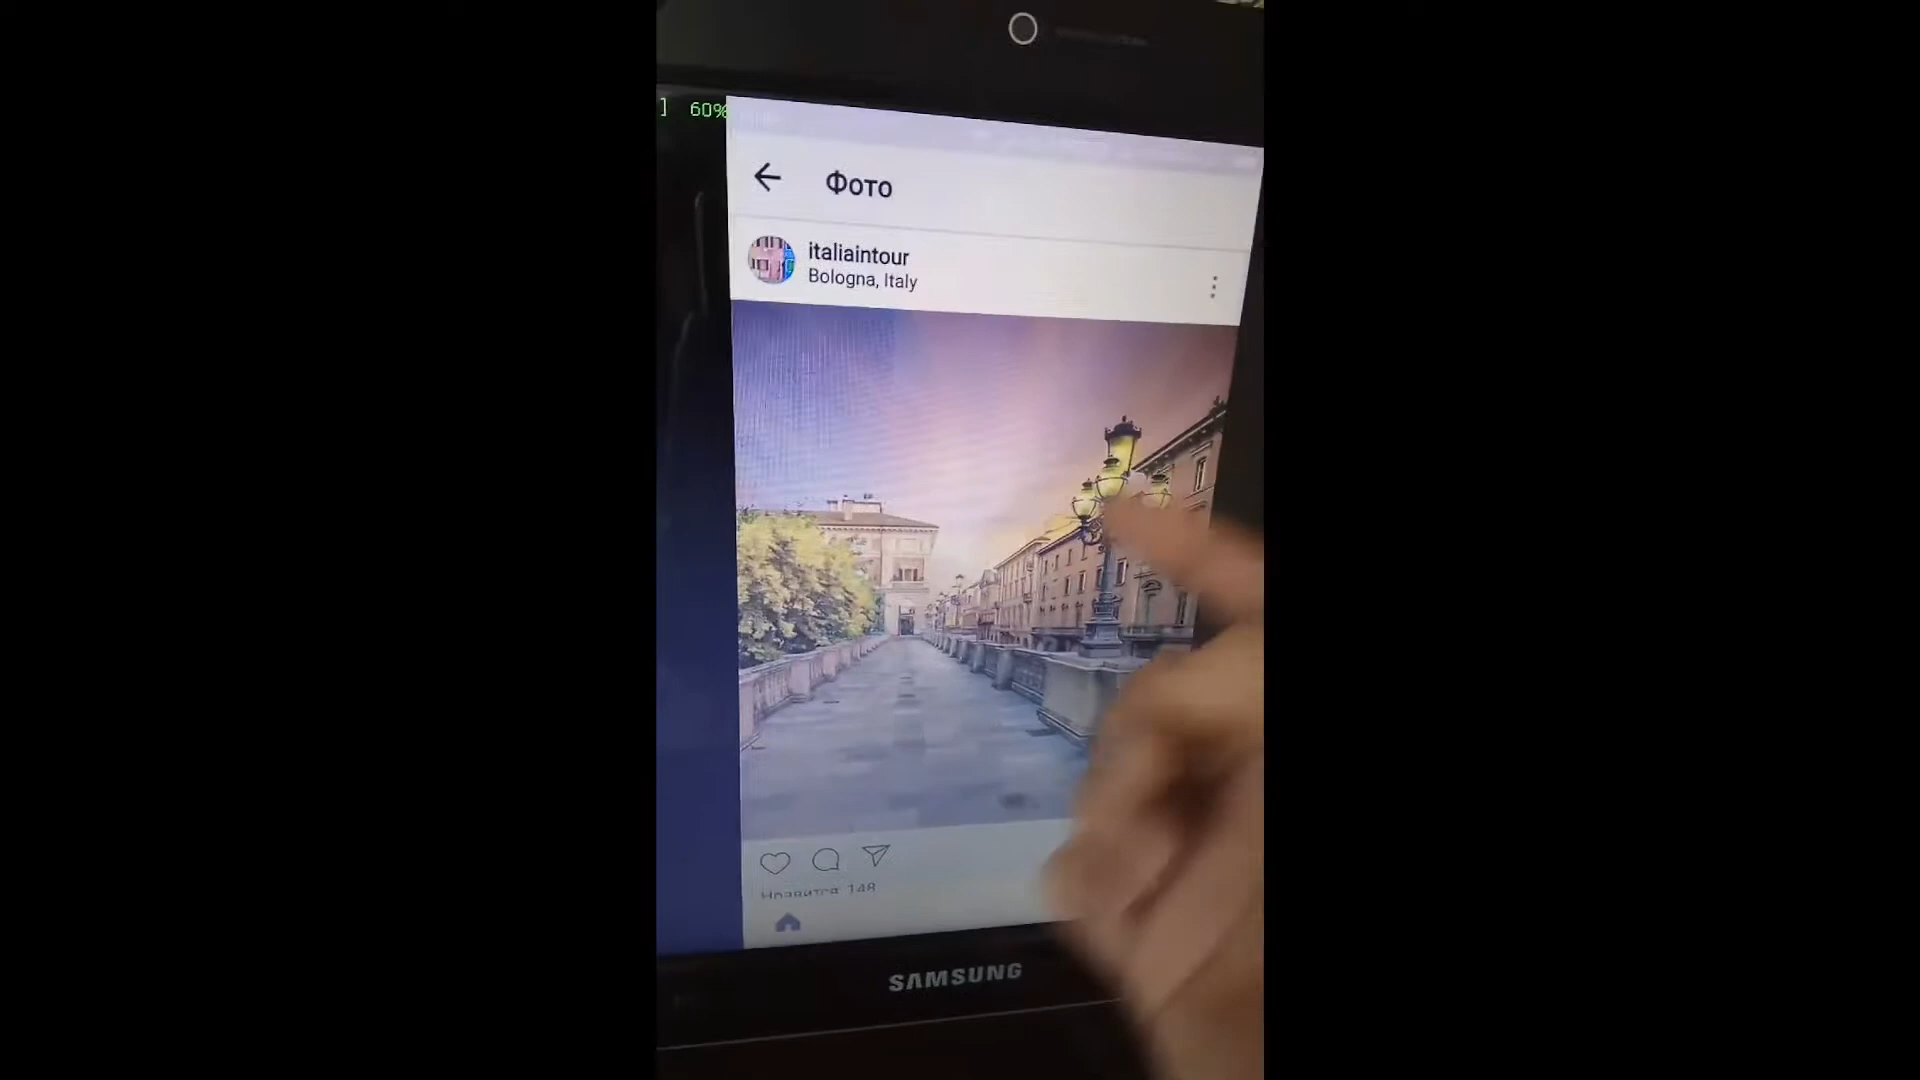 ] 60%
Фото
italiaintour
Bologna, Italy
Нравится 148
SAMSUNG